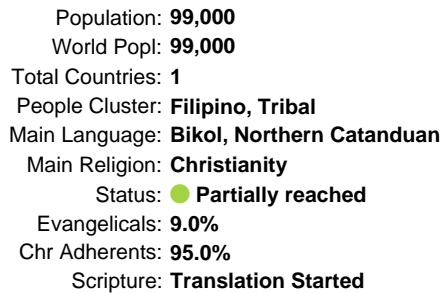 Population: 99,000
World Popl: 99,000
Total Countries: 1
People Cluster: Filipino, Tribal
Main Language: Bikol, Northern Catanduan
Main Religion: Christianity
Status: Partially reached
Evangelicals: 9.0%
Chr Adherents: 95.0%
Scripture: Translation Started